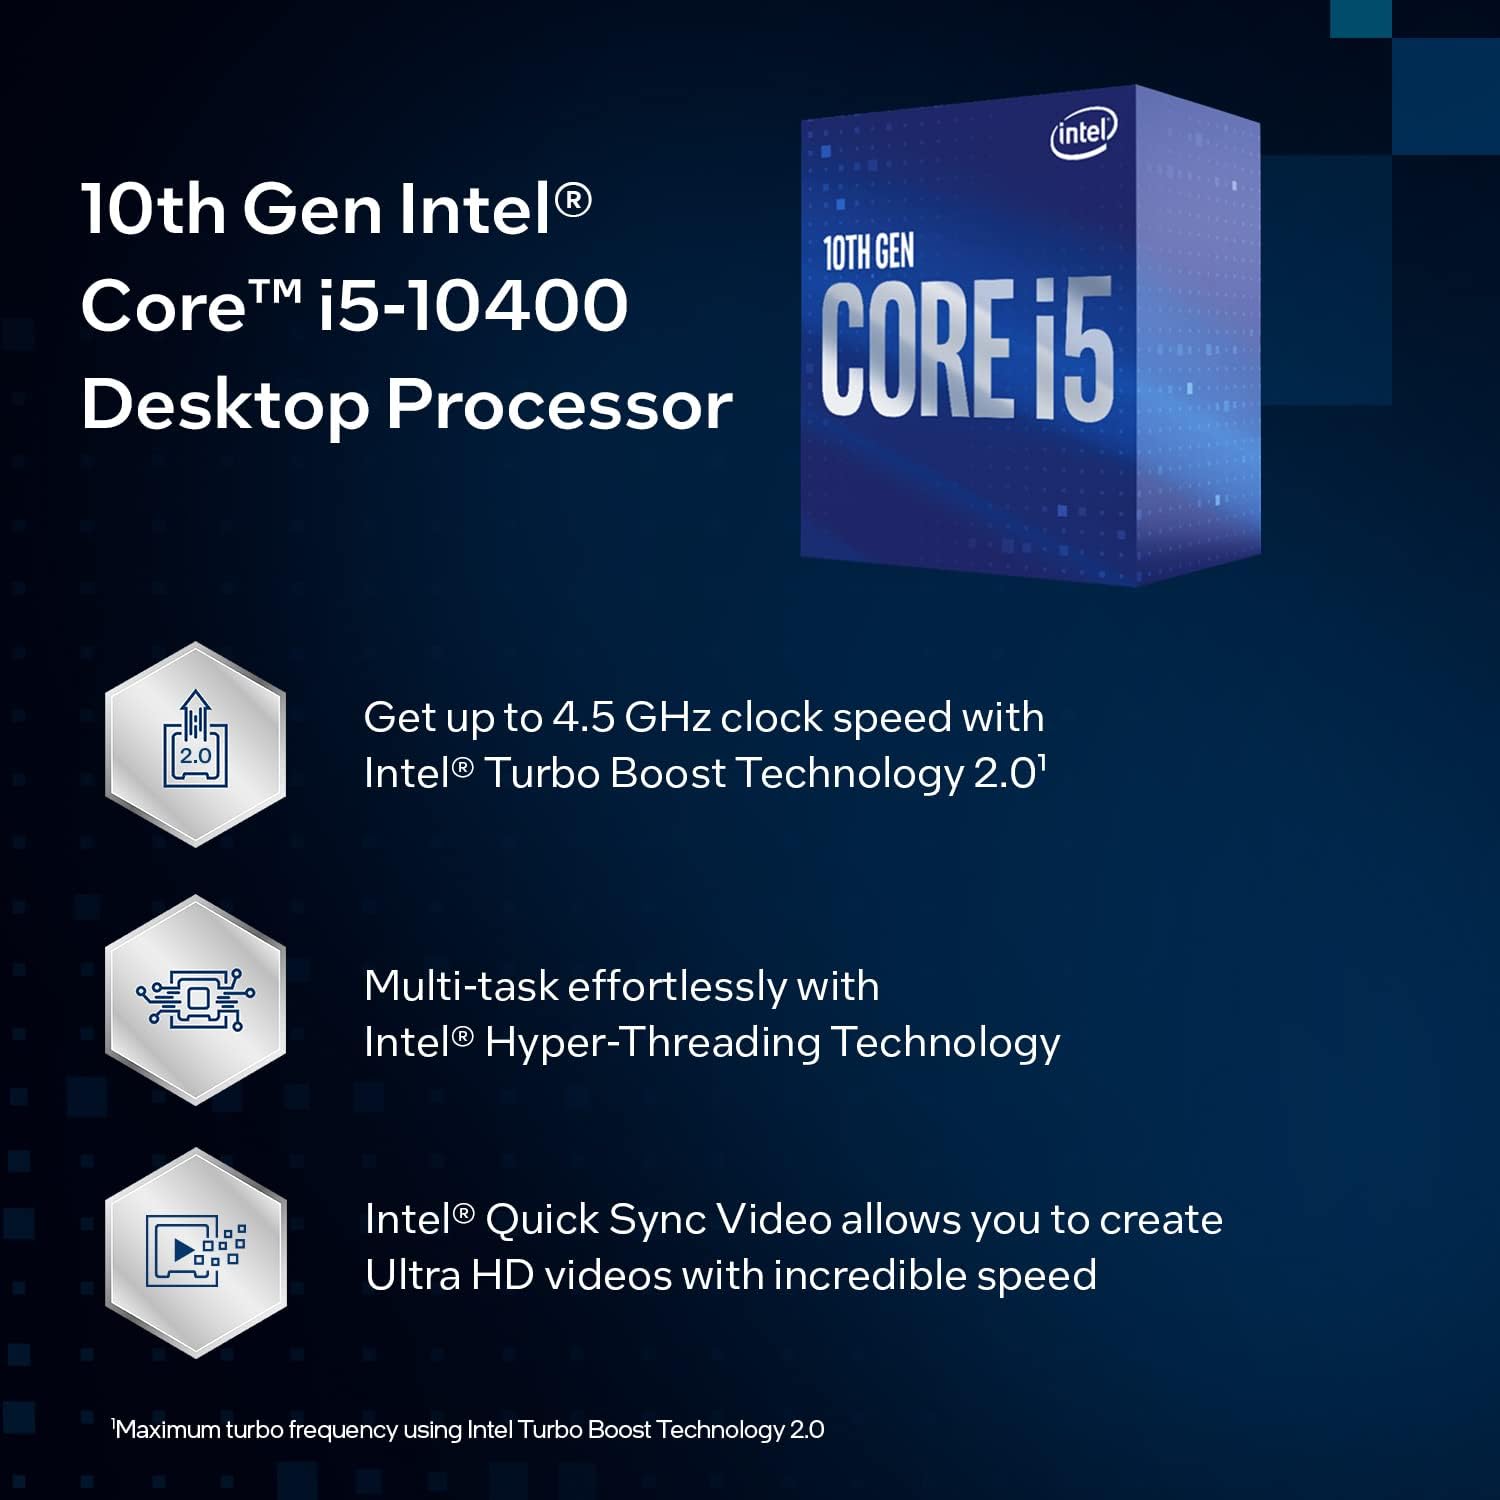 10th Gen Intel®
Core™ i5-10400
Desktop Processor
intel
10TH GEN
CORE i5
2.0
Get up to 4.5 GHz clock speed with
Intel® Turbo Boost Technology 2.0¹
Multi-task effortlessly with
Intel® Hyper-Threading Technology
Intel® Quick Sync Video allows you to create
Ultra HD videos with incredible speed
¹Maximum turbo frequency using Intel Turbo Boost Technology 2.0